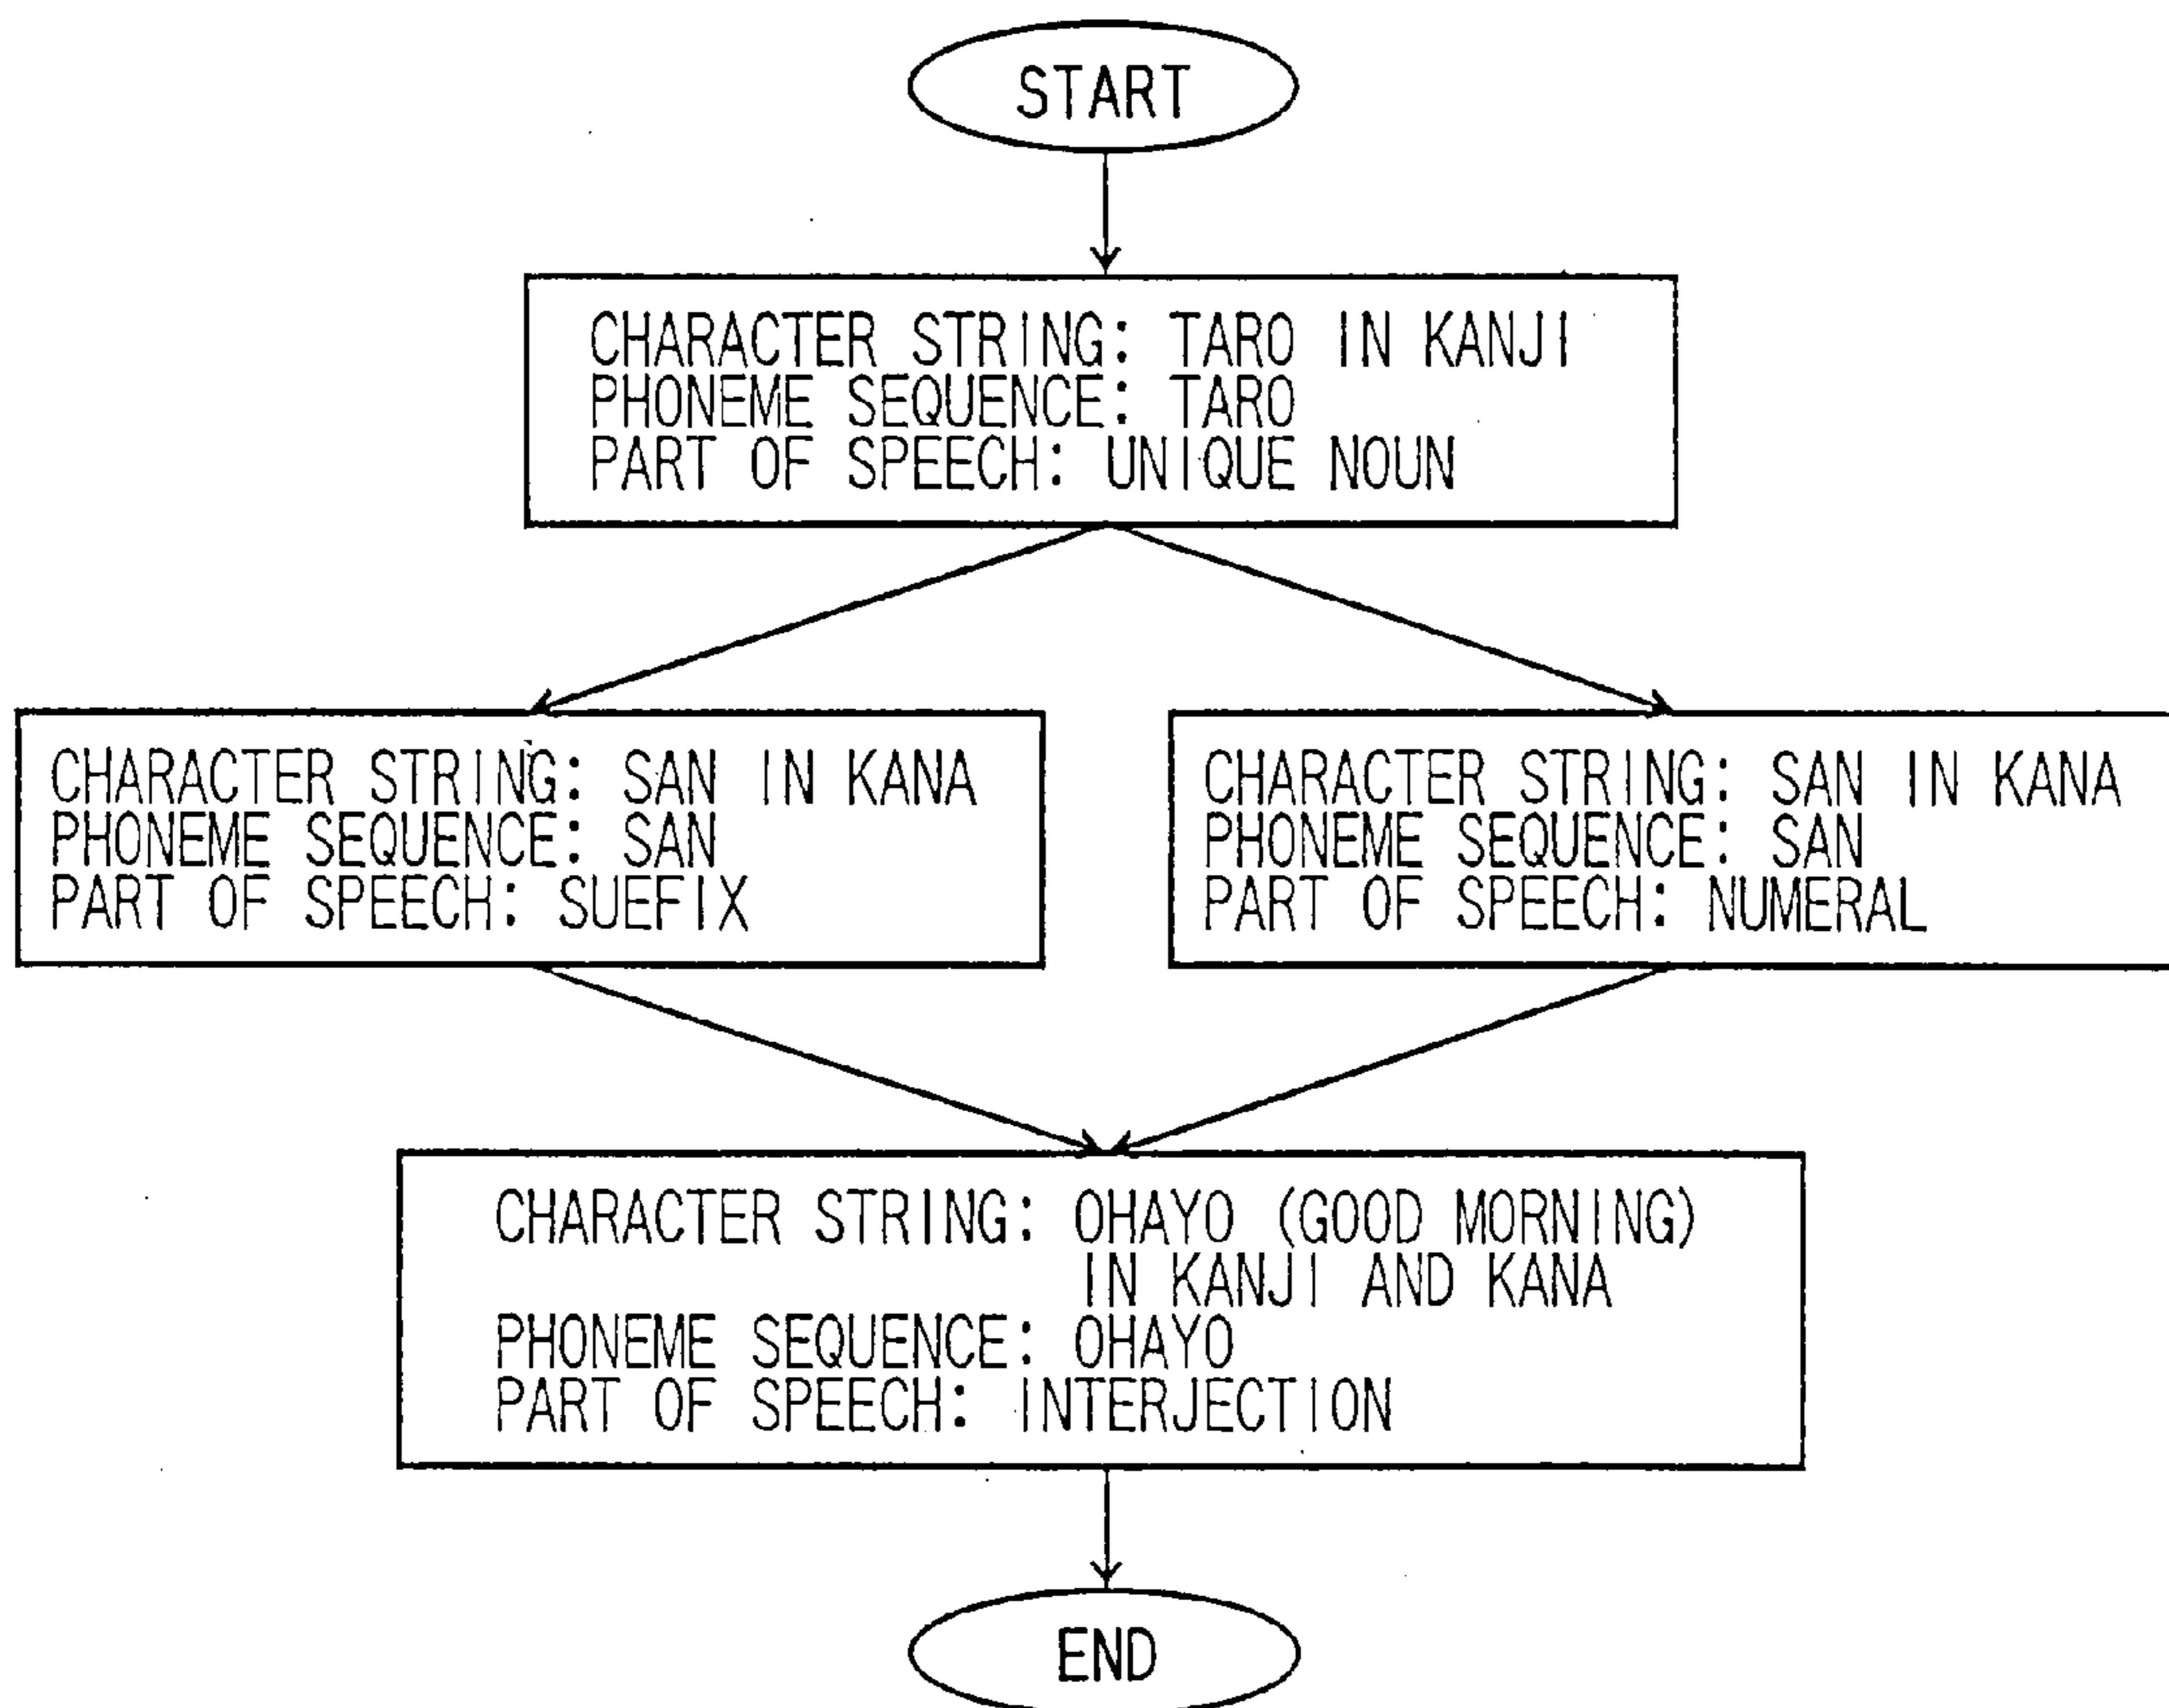 START
CHARACTER STRING: TARO IN KANJI
PHONEME SEQUENCE: TARO
PART OF SPEECH: UNIQUE NOUN
CHARACTER STRING: SAN IN KANA
PHONEME SEQUENCE: SAN
PART OF SPEECH: SUEFIX
CHARACTER STRING: SAN IN KANA
PHONEME SEQUENCE: SAN
PART OF SPEECH: NUMERAL
CHARACTER STRING: OHAYO (GOOD MORNING)
IN KANJI AND KANA
PHONEME SEQUENCE: OHAYO
PART OF SPEECH: INTERJECTION
END